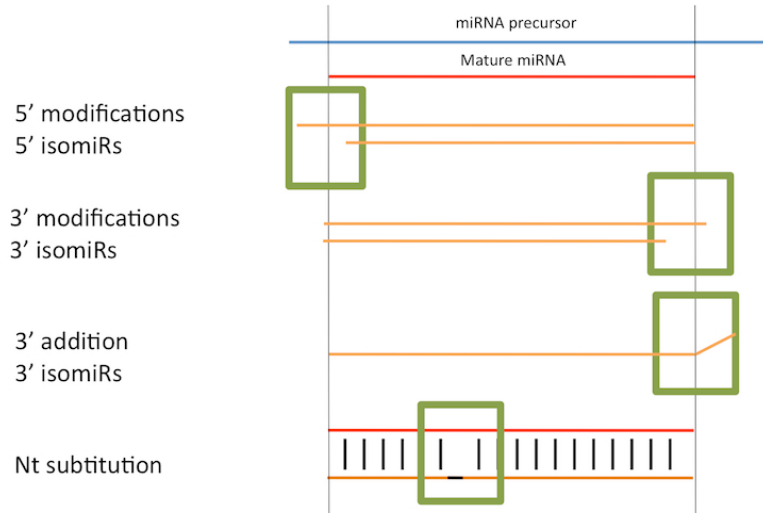 miRNA precursor
Mature miRNA
5’ modifications
5’ isomiRs
3’ modifications
3’ isomiRs
3’ addition
3’ isomiRs
Nt subtitution